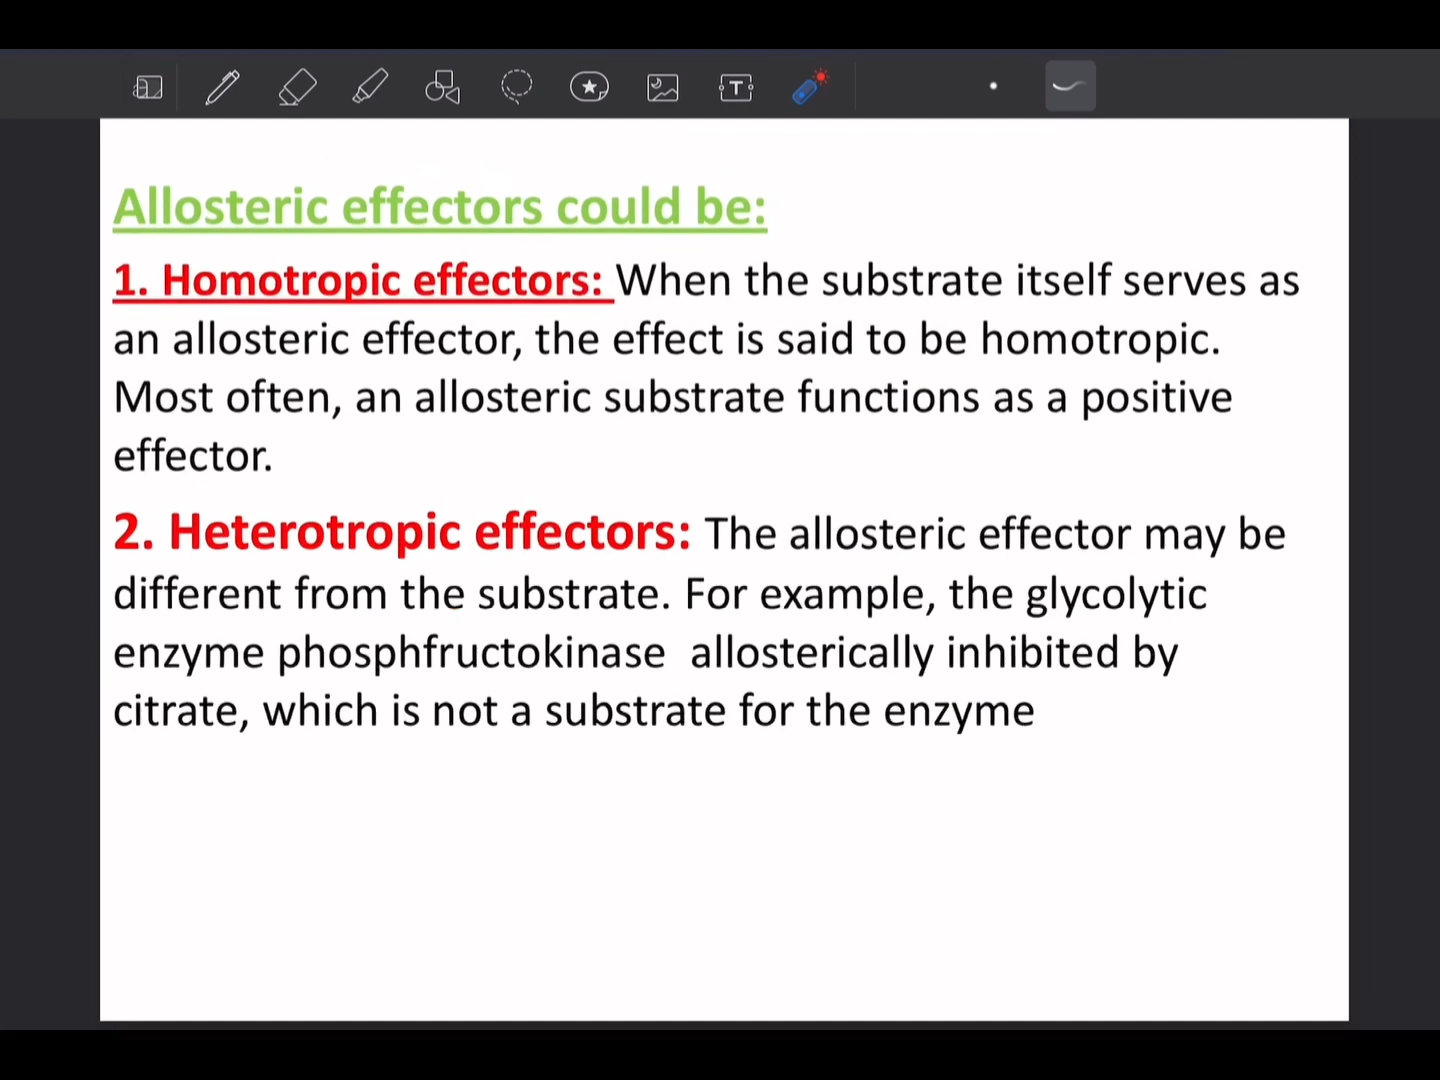 Allosteric effectors could be:
1. Homotropic effectors: When the substrate itself serves as
an allosteric effector, the effect is said to be homotropic.
Most often, an allosteric substrate functions as a positive
effector.
2. Heterotropic effectors: The allosteric effector may be
different from the substrate. For example, the glycolytic
enzyme phosphfructokinase  allosterically inhibited by
citrate, which is not a substrate for the enzyme